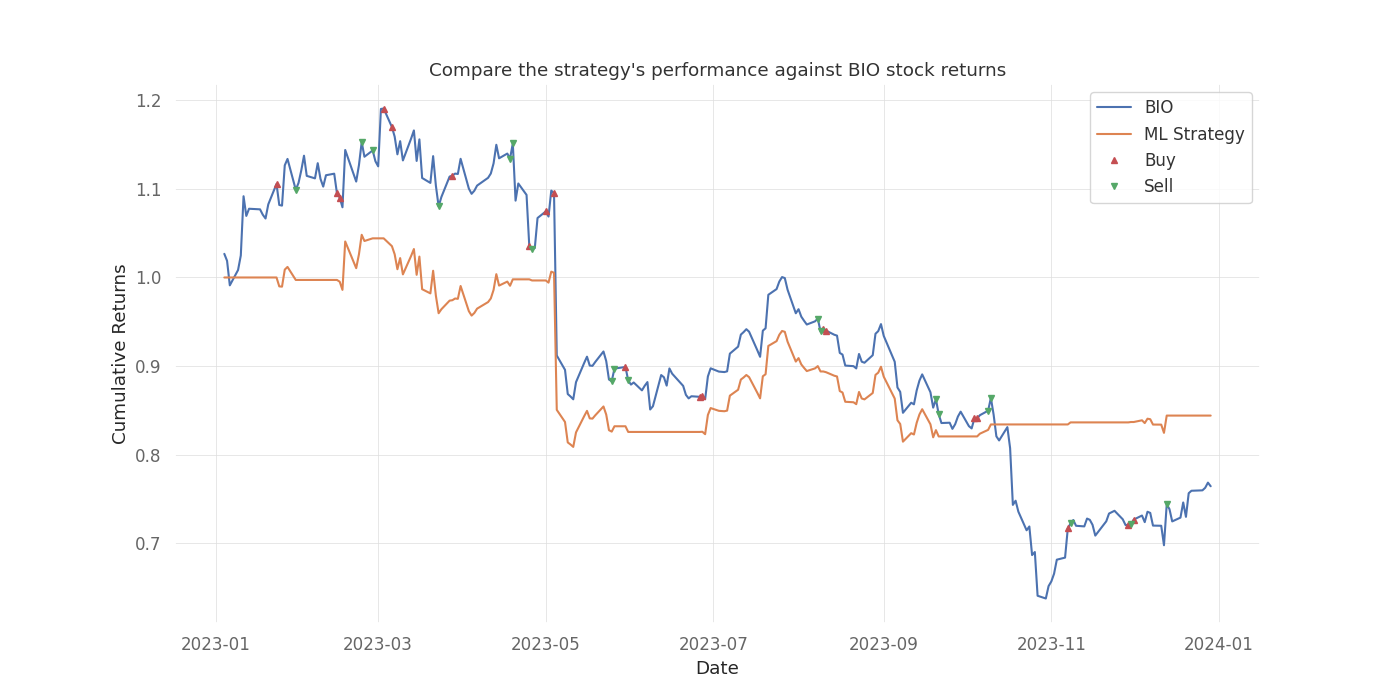 Compare the strategy's performance against BIO stock returns
BIO
ML Strategy
Buy
Sell
Cumulative Returns
1.2
1.1
1.0
0.9
0.8
0.7
2023-01
2023-03
2023-05
2023-07
2023-09
2023-11
2024-01
Date